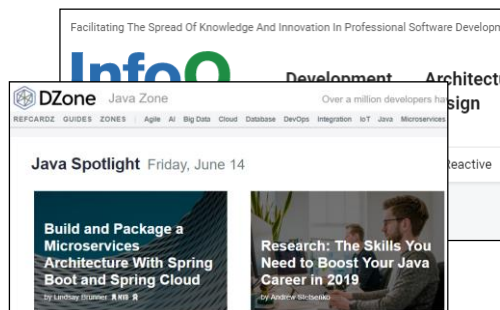 Facilitating The Spread Of Knowledge And Innovation In Professional Software Developm
InfoQ
Development
Architectu
sign
Reactive
DZone Java Zone
Over a million developers hav
REFCARDZ GUIDES ZONES Agile AI Big Data Cloud Database DevOps Integration IoT Java Microservices
Java Spotlight Friday, June 14
Build and Package a
Microservices
Architecture With Spring
Boot and Spring Cloud
by Lindsay Brunner
Research: The Skills You
Need to Boost Your Java
Career in 2019
by Andrew Stetsenko